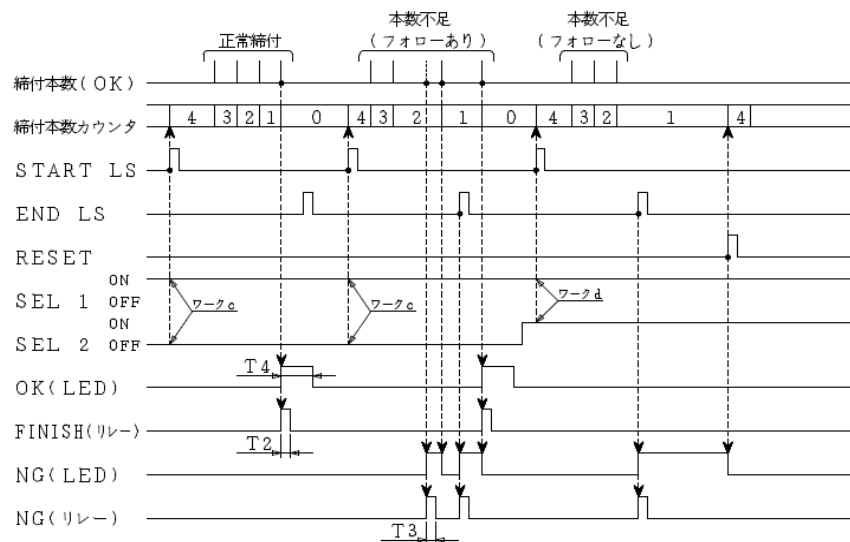 正常締付
本数不足
(フォローあり)
本数不足
(フォローなし)
締付本数(OK)
締付本数カウンタ 4 3 2 1 0 4 3 2 1 0 4 3 2 1 4
START LS
END LS
RESET
SEL 1 ON OFF
ワークc ワークc ワークd
SEL 2 ON OFF
T4
OK(LED)
FINISH(リレー)
T2
NG(LED)
NG(リレー)
T3